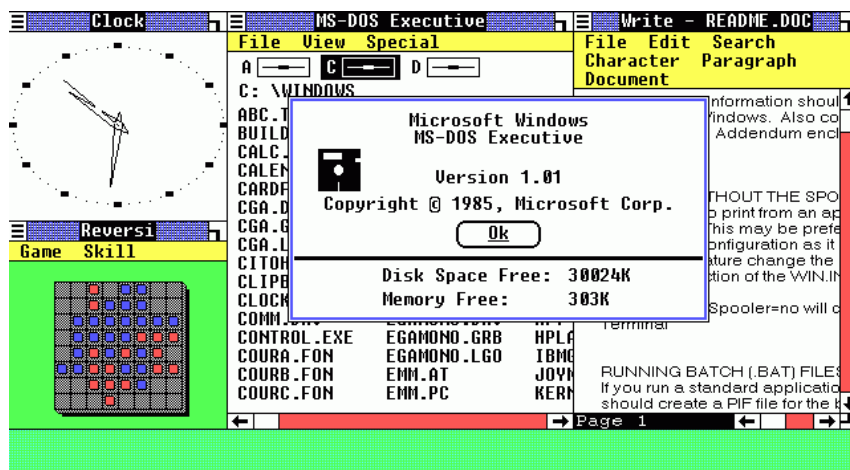 Clock
MS-DOS Executive
File View Special
A C D
C: \WINDOWS
ABC.T
BUILD
CALC.
CALEN
CARDF
CGA.D
CGA.G
CGA.L
CITOH
CLIPB
CLOCK
CONTROL.EXE EGAMONO.GRB HPLA
COURA.FON EGAMONO.LGO IBMG
COURB.FON EMM.AT JOYM
COURC.FON EMM.PC KERN
Microsoft Windows
MS-DOS Executive
Version 1.01
Copyright © 1985, Microsoft Corp.
Ok
Disk Space Free: 30024K
Memory Free: 303K
Write - README.DOC
File Edit Search
Character Paragraph
Document
nformation shoul
Windows. Also co
Addendum encl
THOUT THE SPO
o print from an ap
This may be prefe
onfiguration as it
ature change the
ction of the WIN.IN
Spooler=no will c
Terminal
RUNNING BATCH (.BAT) FILES
If you run a standard applicatio
should create a PIF file for the b
Page 1
Reversi
Game Skill